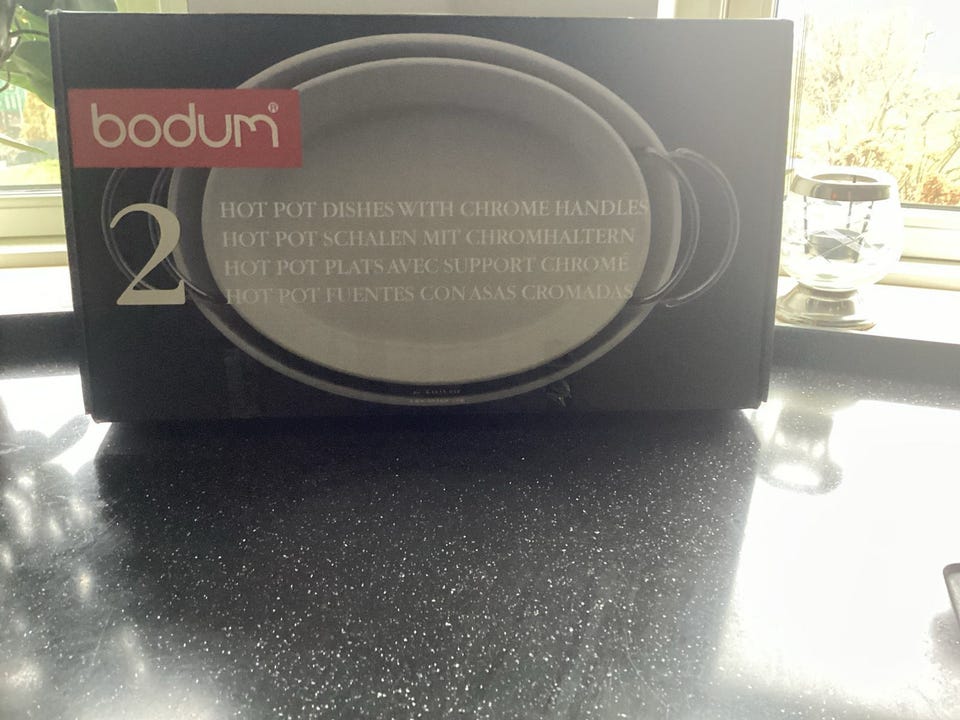 bodum®
2
HOT POT DISHES WITH CHROME HANDLES
HOT POT SCHALEN MIT CHROMHALTERN
HOT POT PLATS AVEC SUPPORT CHROMÉ
HOT POT FUENTES CON ASAS CROMADAS